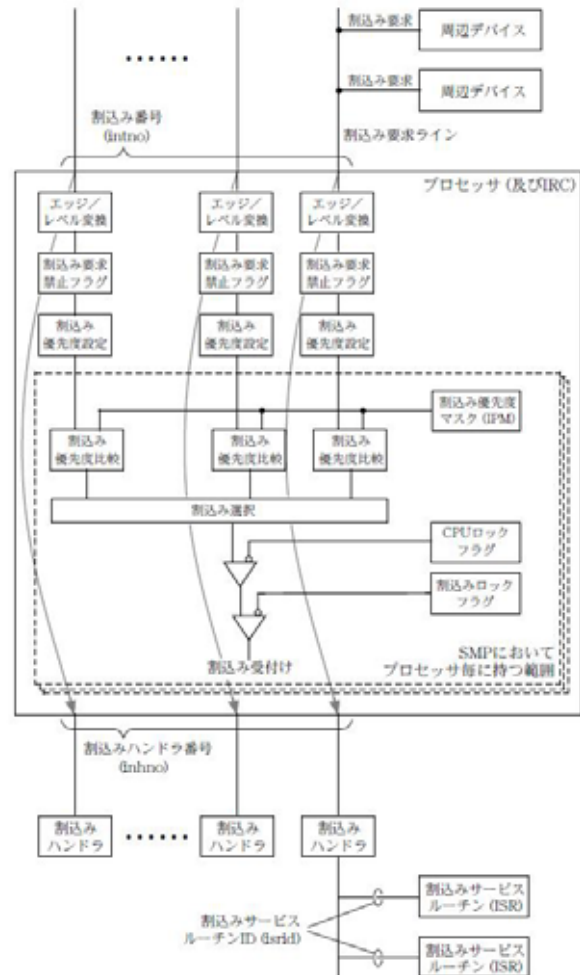 割込み要求
周辺デバイス
……
割込み要求
周辺デバイス
割込み番号
(intno)
割込み要求ライン
プロセッサ(及びIRC)
エッジ／
レベル変換
エッジ／
レベル変換
エッジ／
レベル変換
割込み要求
禁止フラグ
割込み要求
禁止フラグ
割込み要求
禁止フラグ
割込み
優先度設定
割込み
優先度設定
割込み
優先度設定
割込み優先度
マスク(IPM)
割込み
優先度比較
割込み
優先度比較
割込み
優先度比較
割込み選択
CPUロック
フラグ
割込みロック
フラグ
割込み受付け
SMPにおいて
プロセッサ毎に持つ範囲
割込みハンドラ番号
(inhno)
割込み
ハンドラ
……
割込み
ハンドラ
割込み
ハンドラ
割込みサービス
ルーチン(ISR)
割込みサービス
ルーチンID(isrid)
割込みサービス
ルーチン(ISR)